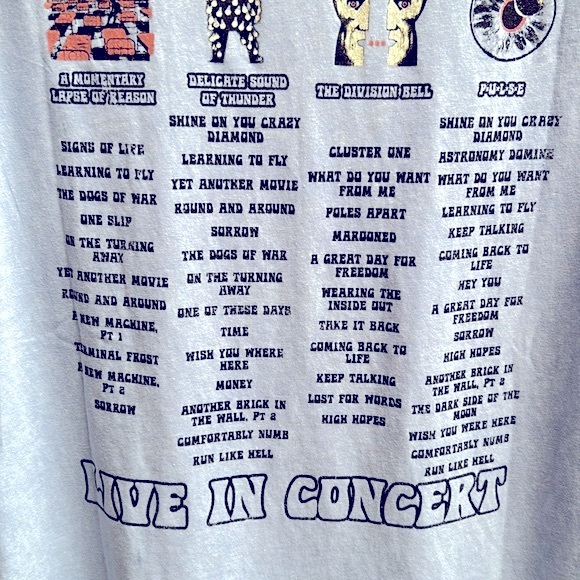 A MOMENTARY
LAPSE OF REASON
SIGNS OF LIFE
LEARNING TO FLY
THE DOGS OF WAR
ONE SLIP
ON THE TURNING
AWAY
YET ANOTHER MOVIE
ROUND AND AROUND
A NEW MACHINE,
PT 1
TERMINAL FROST
A NEW MACHINE,
PT 2
SORROW
DELICATE SOUND
OF THUNDER
SHINE ON YOU CRAZY
DIAMOND
LEARNING TO FLY
YET ANOTHER MOVIE
ROUND AND AROUND
SORROW
THE DOGS OF WAR
ON THE TURNING
AWAY
ONE OF THESE DAYS
TIME
WISH YOU WHERE
HERE
MONEY
ANOTHER BRICK IN
THE WALL, PT 2
COMFORTABLY NUMB
RUN LIKE HELL
THE DIVISION BELL
CLUSTER ONE
WHAT DO YOU WANT
FROM ME
POLES APART
MAROONED
A GREAT DAY FOR
FREEDOM
WEARING THE
INSIDE OUT
TAKE IT BACK
COMING BACK TO
LIFE
KEEP TALKING
LOST FOR WORDS
HIGH HOPES
PULSE
SHINE ON YOU CRAZY
DIAMOND
ASTRONOMY DOMINE
WHAT DO YOU WANT
FROM ME
LEARNING TO FLY
KEEP TALKING
COMING BACK TO
LIFE
HEY YOU
A GREAT DAY FOR
FREEDOM
SORROW
HIGH HOPES
ANOTHER BRICK IN
THE WALL, PT 2
THE DARK SIDE OF THE
MOON
WISH YOU WERE HERE
COMFORTABLY NUMB
RUN LIKE HELL
LIVE IN CONCERT